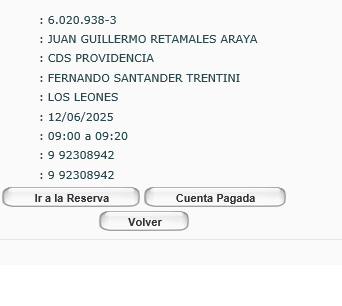 : 6.020.938-3
: JUAN GUILLERMO RETAMALES ARAYA
: CDS PROVIDENCIA
: FERNANDO SANTANDER TRENTINI
: LOS LEONES
: 12/06/2025
: 09:00 a 09:20
: 9 92308942
: 9 92308942
Ir a la Reserva Cuenta Pagada
Volver